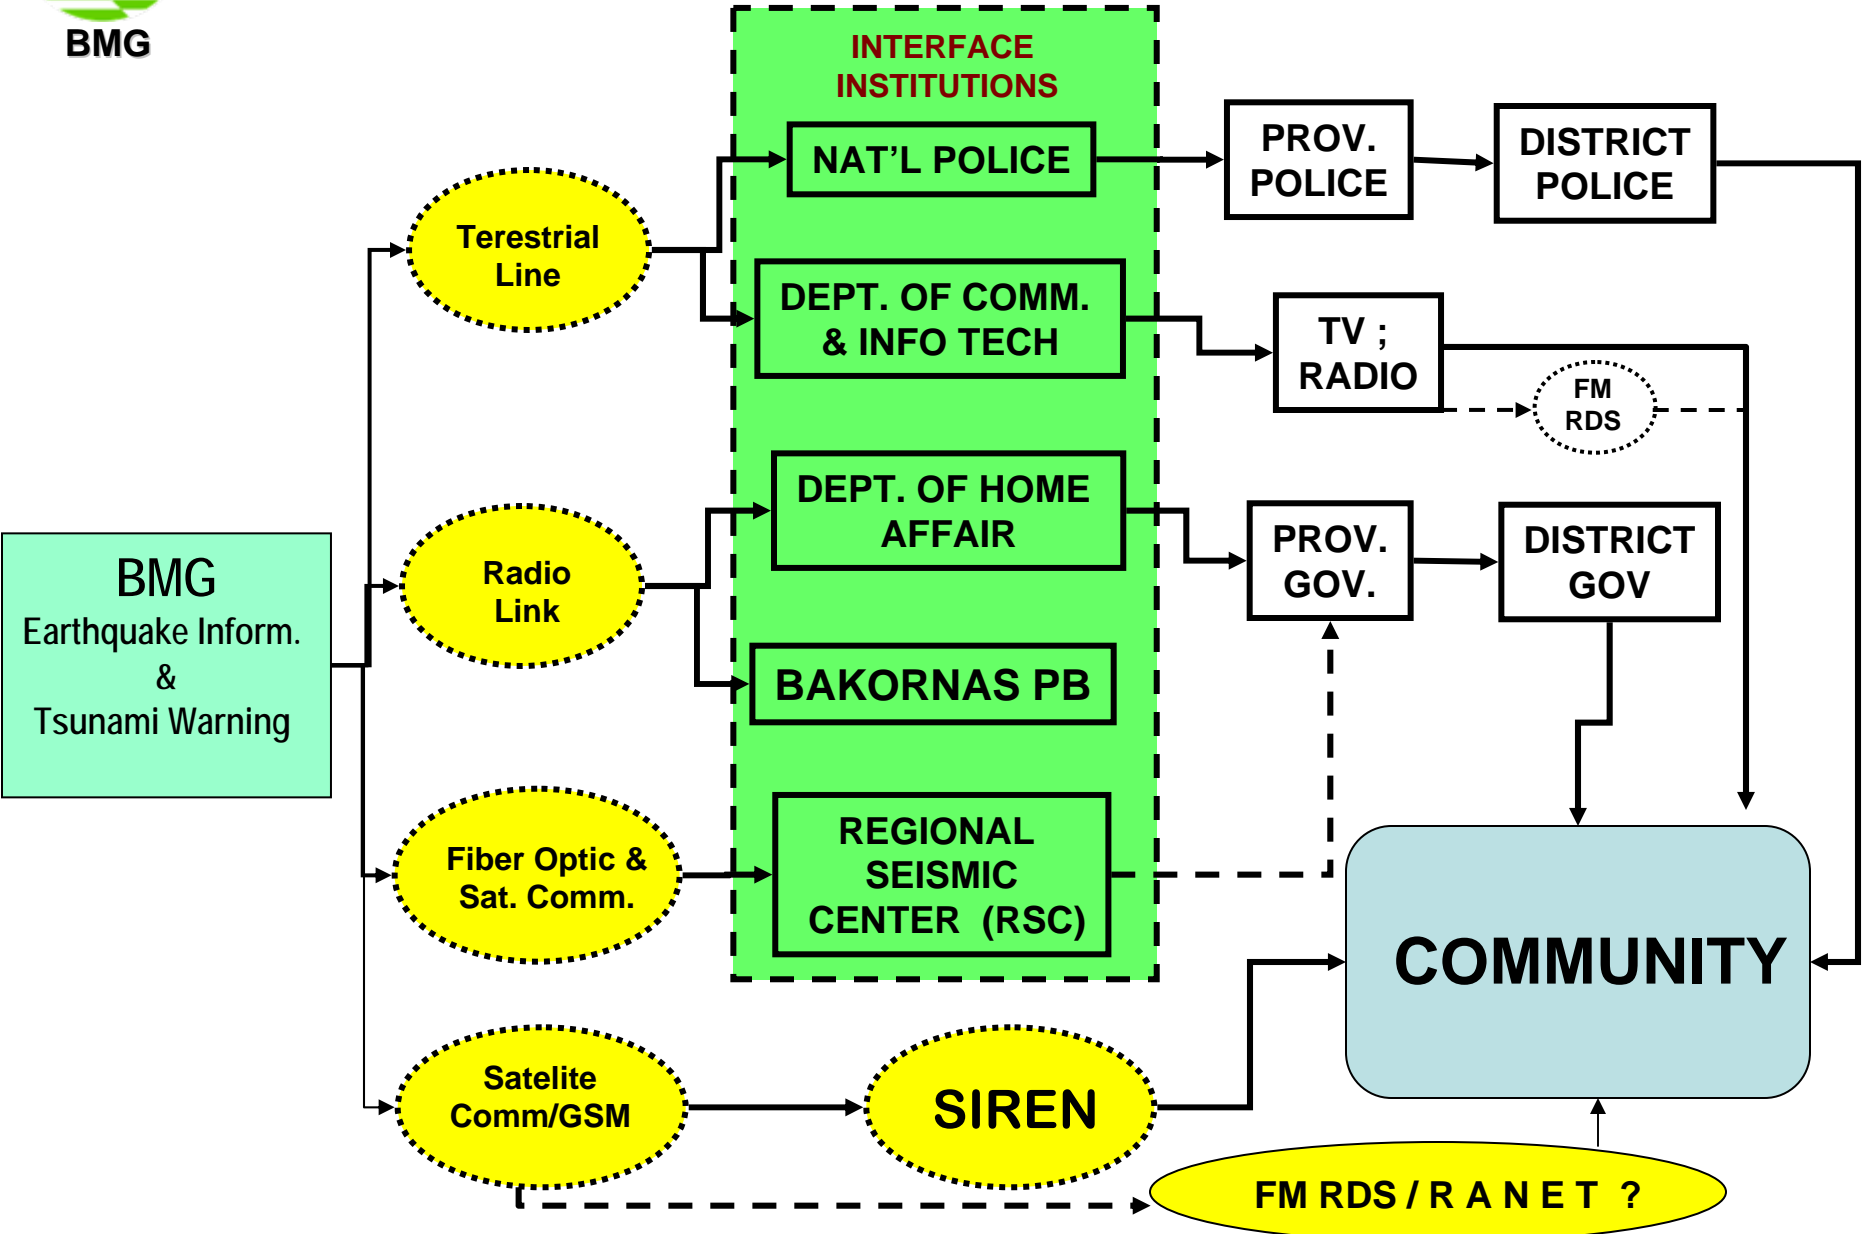 BMG
INTERFACE
INSTITUTIONS
NAT’L POLICE
PROV.
POLICE
DISTRICT
POLICE
Terestrial
Line
DEPT. OF COMM.
& INFO TECH
TV ;
RADIO
FM
RDS
DEPT. OF HOME
AFFAIR
PROV.
GOV.
DISTRICT
GOV
Radio
Link
BMG
Earthquake Inform.
&
Tsunami Warning
BAKORNAS PB
Fiber Optic &
Sat. Comm.
REGIONAL
SEISMIC
CENTER (RSC)
COMMUNITY
Satelite
Comm/GSM
SIREN
FM RDS / R A N E T ?